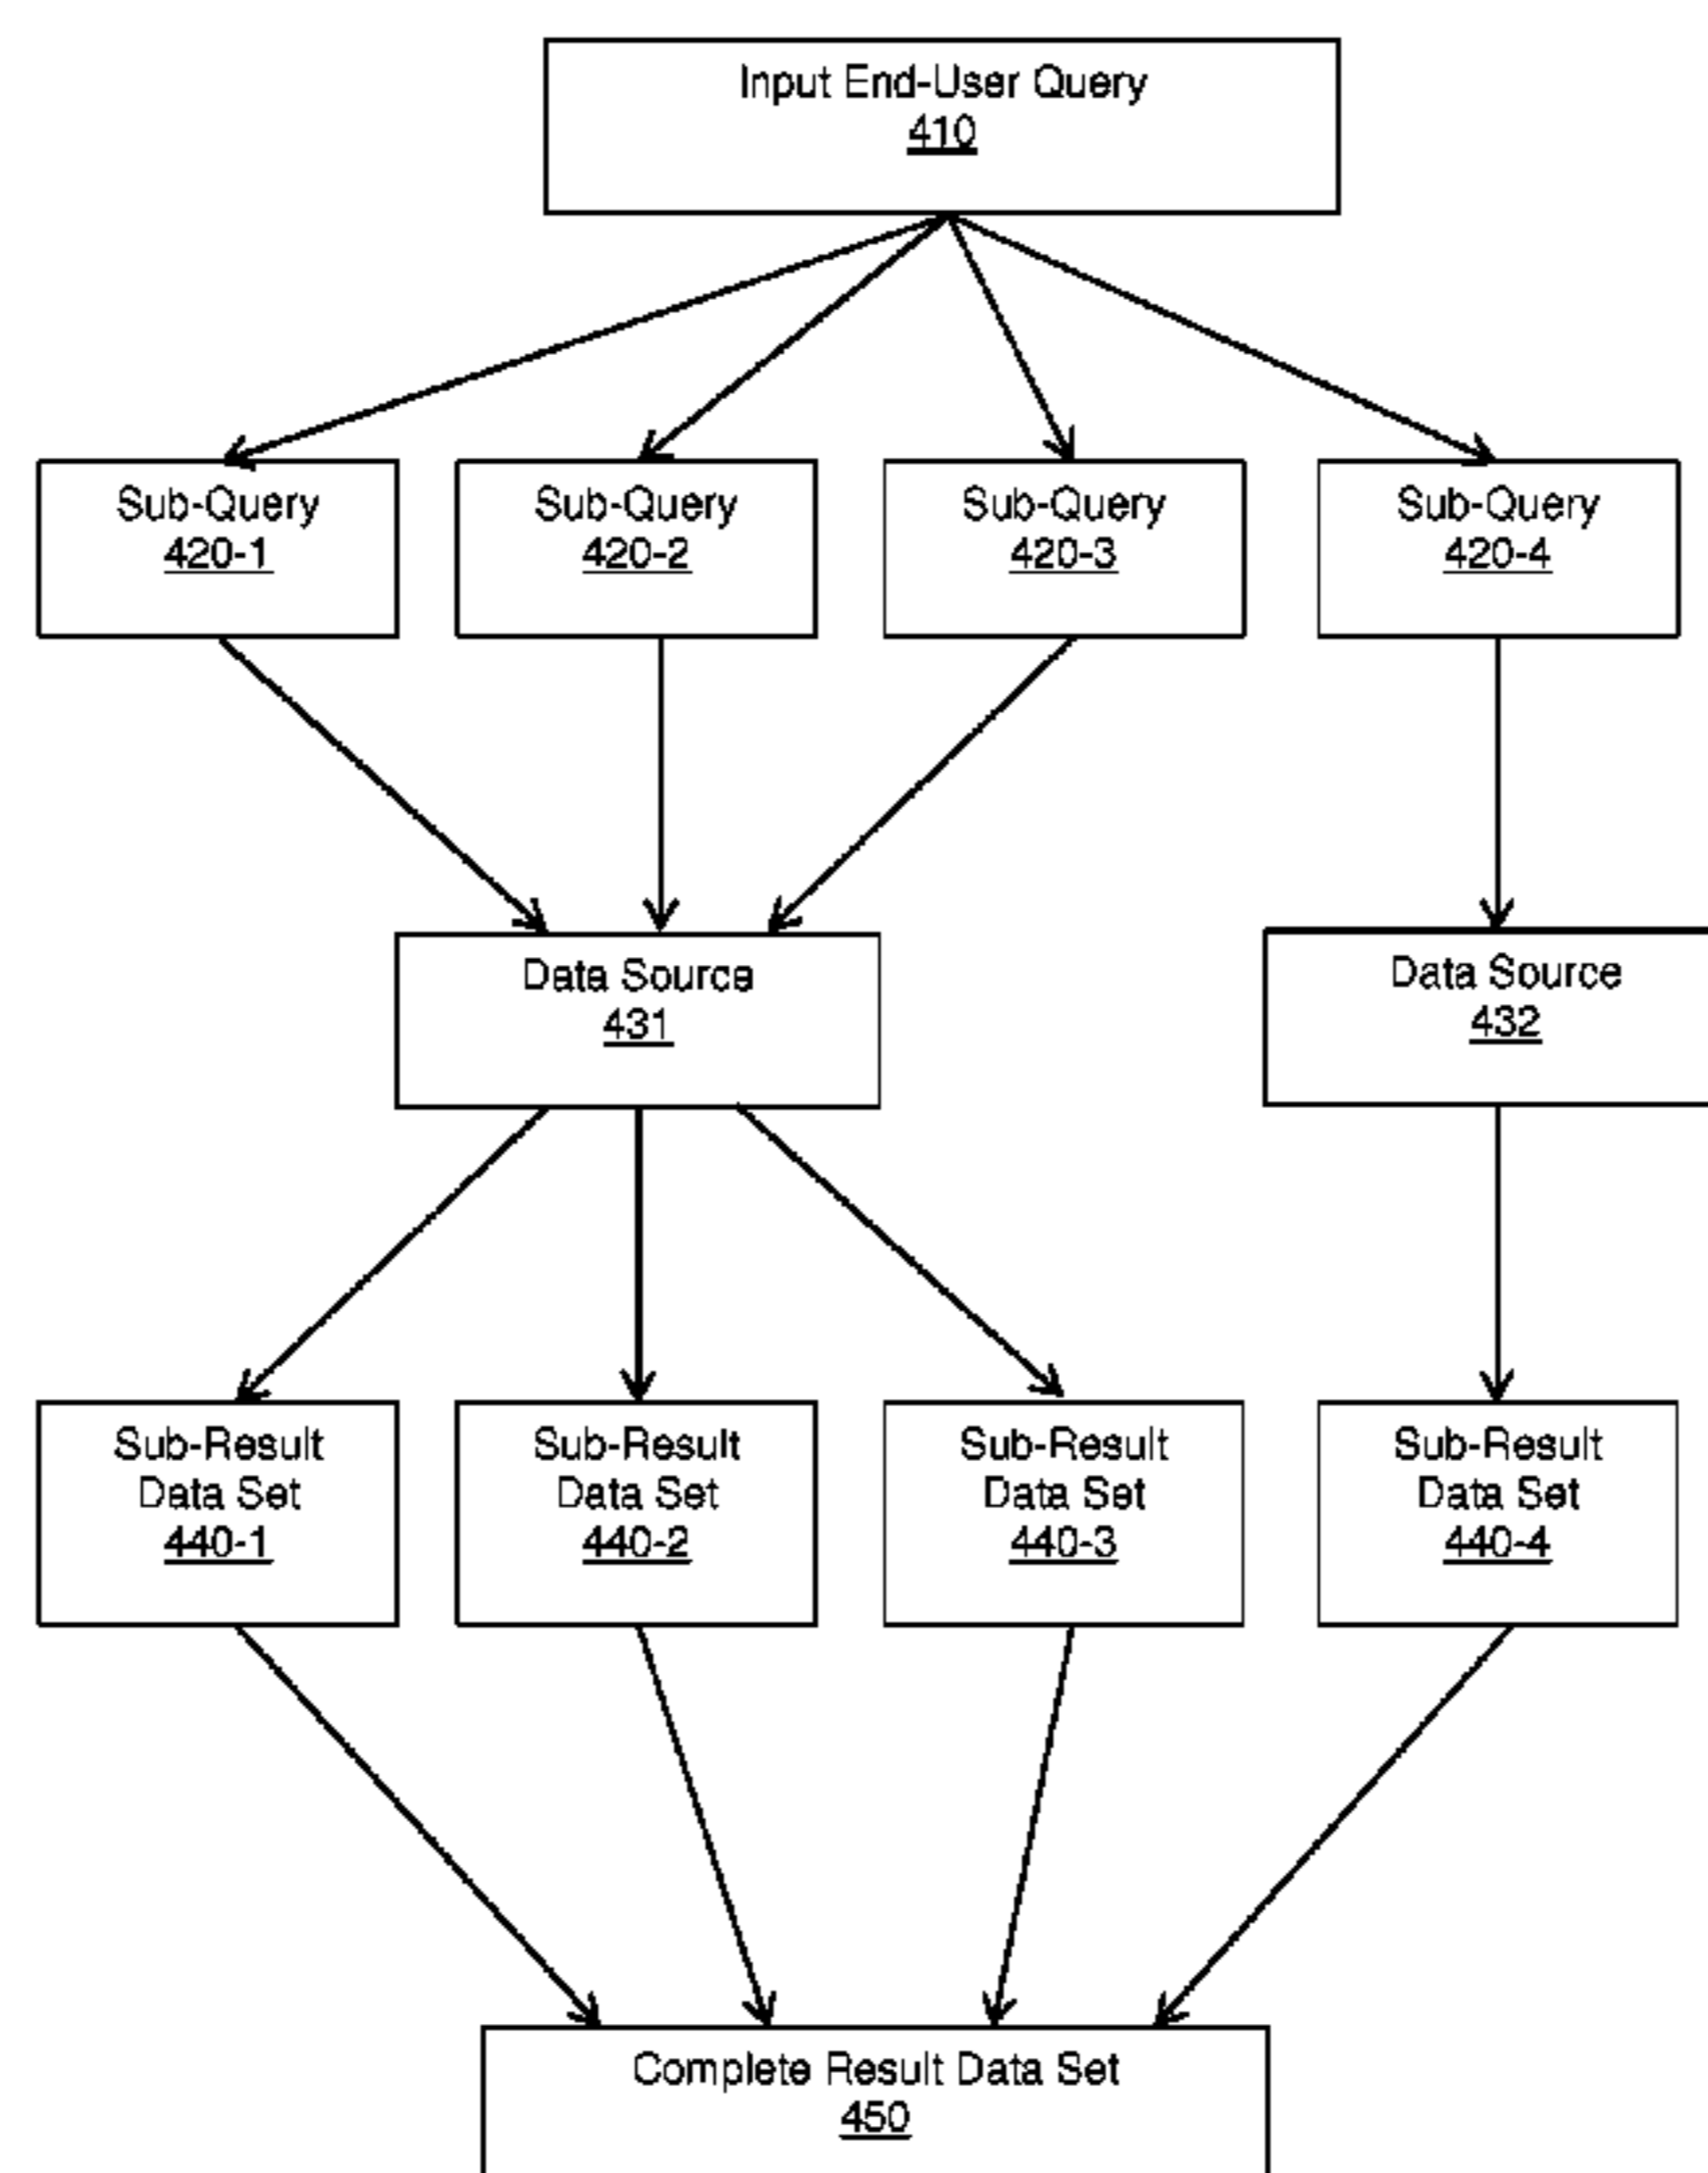 Input End-User Query
410
Sub-Query
420-1
Sub-Query
420-2
Sub-Query
420-3
Sub-Query
420-4
Data Source
431
Data Source
432
Sub-Result
Data Set
440-1
Sub-Result
Data Set
440-2
Sub-Result
Data Set
440-3
Sub-Result
Data Set
440-4
Complete Result Data Set
450